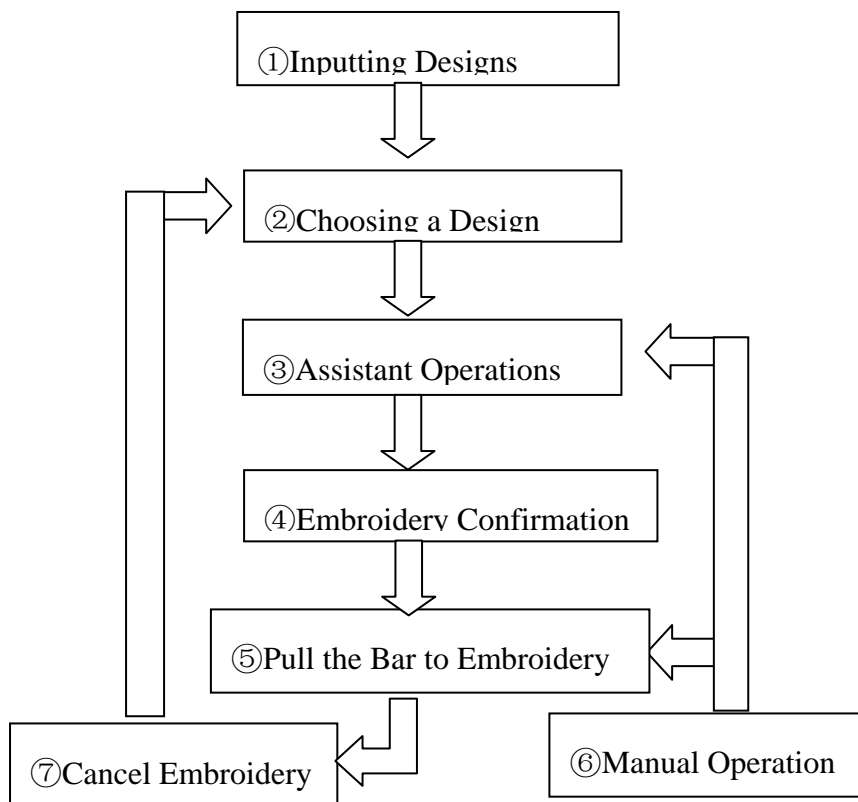 ①Inputting Designs
②Choosing a Design
③Assistant Operations
④Embroidery Confirmation
⑤Pull the Bar to Embroidery
⑦Cancel Embroidery
⑥Manual Operation